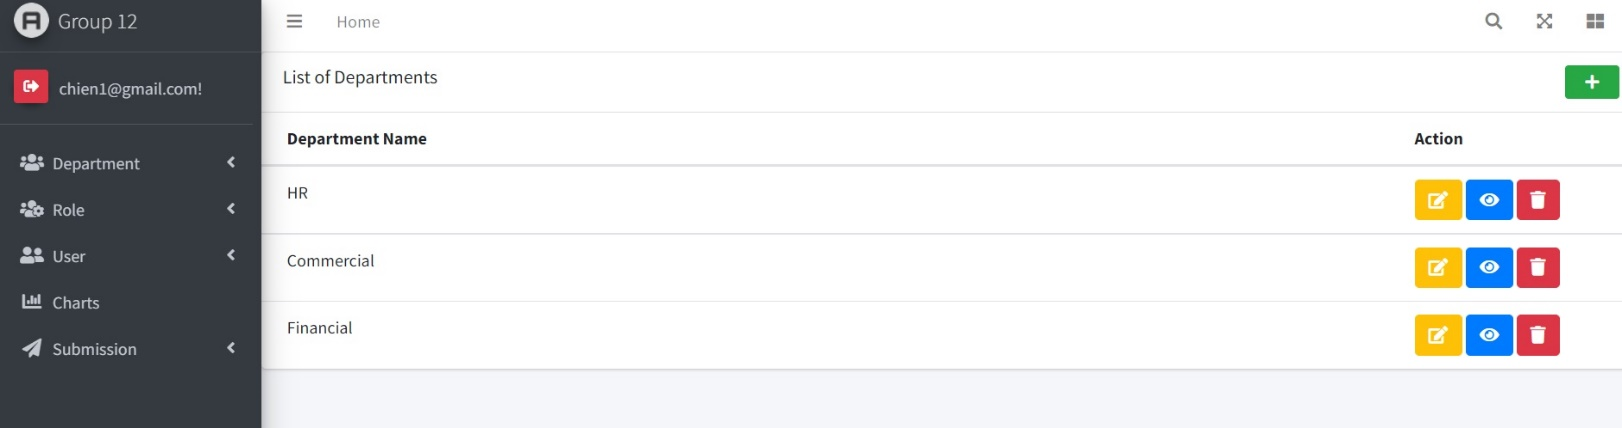 Group 12
Home
chien1@gmail.com!
List of Departments
Department Name
Action
Department
HR
Role
User
Commercial
Charts
Financial
Submission